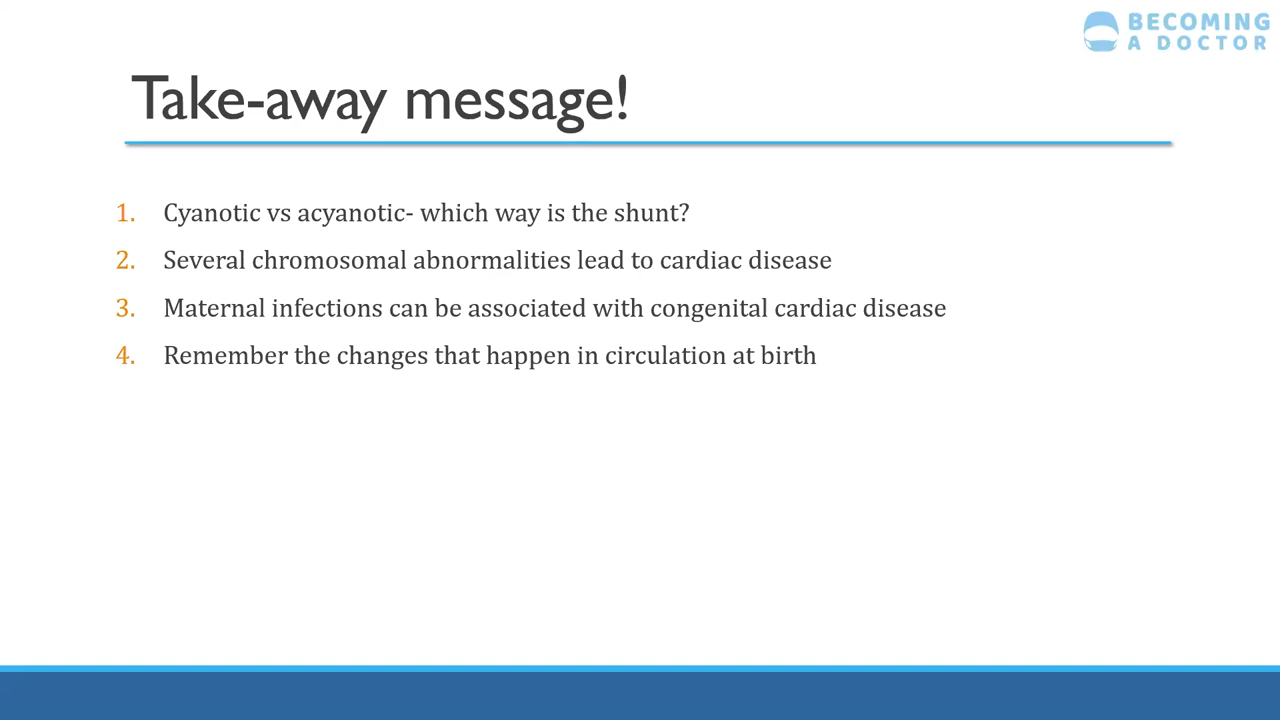 BECOMING
A DOCTOR
Take-away message!
1. Cyanotic vs acyanotic- which way is the shunt?
2. Several chromosomal abnormalities lead to cardiac disease
3. Maternal infections can be associated with congenital cardiac disease
4. Remember the changes that happen in circulation at birth